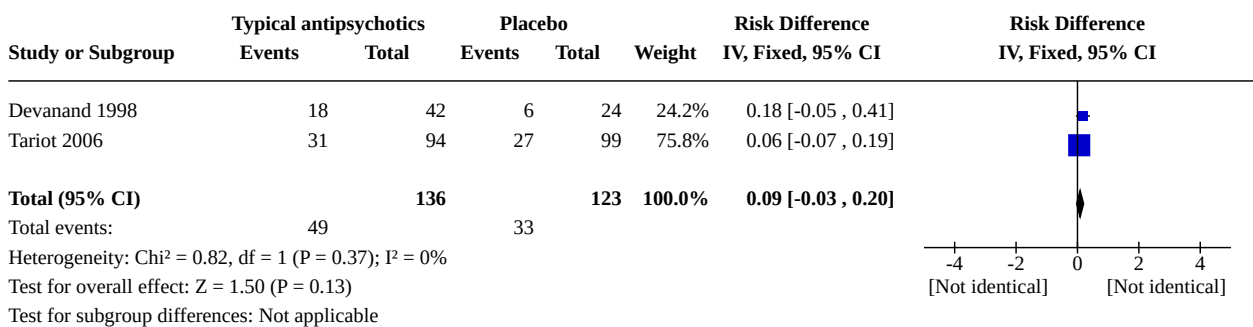 Typical antipsychotics Placebo Risk Difference Risk Difference
Study or Subgroup Events Total Events Total Weight IV, Fixed, 95% CI IV, Fixed, 95% CI
Devanand 1998 18 42 6 24 24.2% 0.18 [-0.05 , 0.41]
Tariot 2006 31 94 27 99 75.8% 0.06 [-0.07 , 0.19]
Total (95% CI) 136 123 100.0% 0.09 [-0.03 , 0.20]
Total events: 49 33
Heterogeneity: Chi² = 0.82, df = 1 (P = 0.37); I² = 0%
-4 -2 0 2 4
Test for overall effect: Z = 1.50 (P = 0.13) [Not identical] [Not identical]
Test for subgroup differences: Not applicable